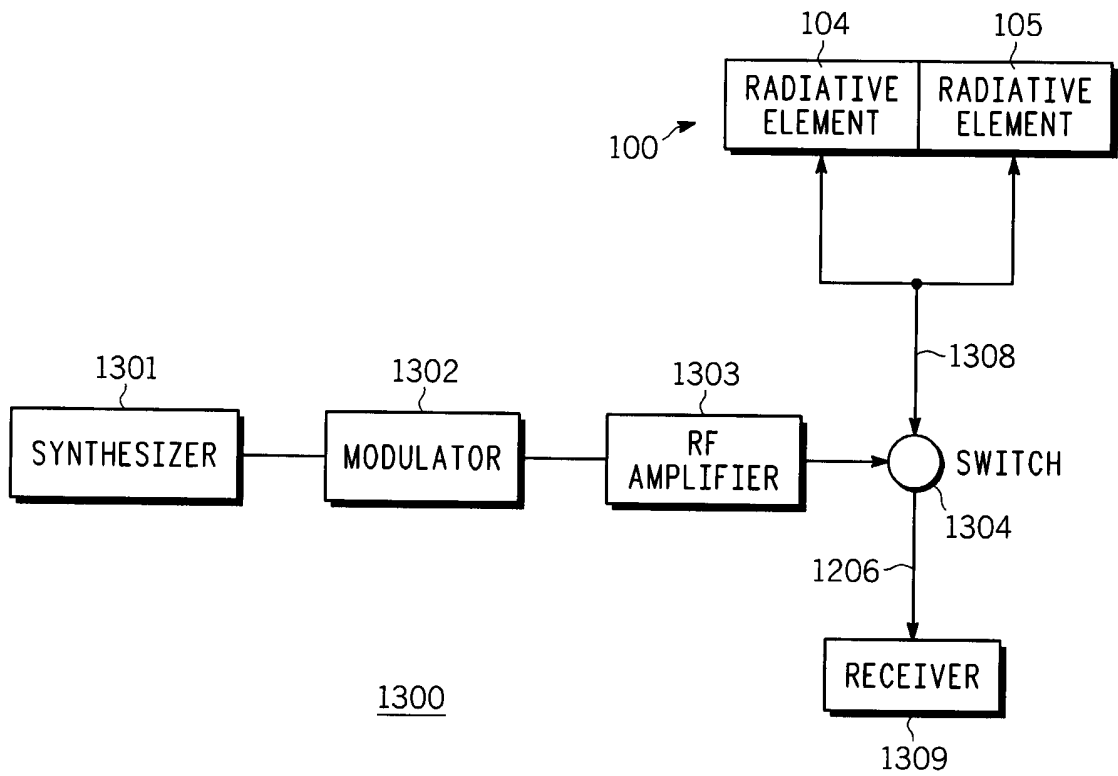 104
105
RADIATIVE
ELEMENT
RADIATIVE
ELEMENT
100
1308
1301
1302
1303
SYNTHESIZER
MODULATOR
RF
AMPLIFIER
SWITCH
1304
1206
RECEIVER
1300
1309